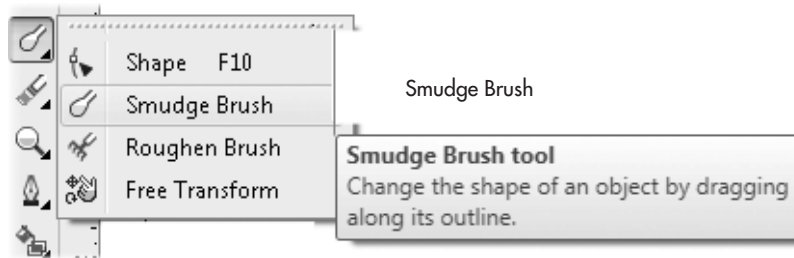 Shape F10
Smudge Brush
Smudge Brush
Roughen Brush
Free Transform
Smudge Brush tool
Change the shape of an object by dragging
along its outline.